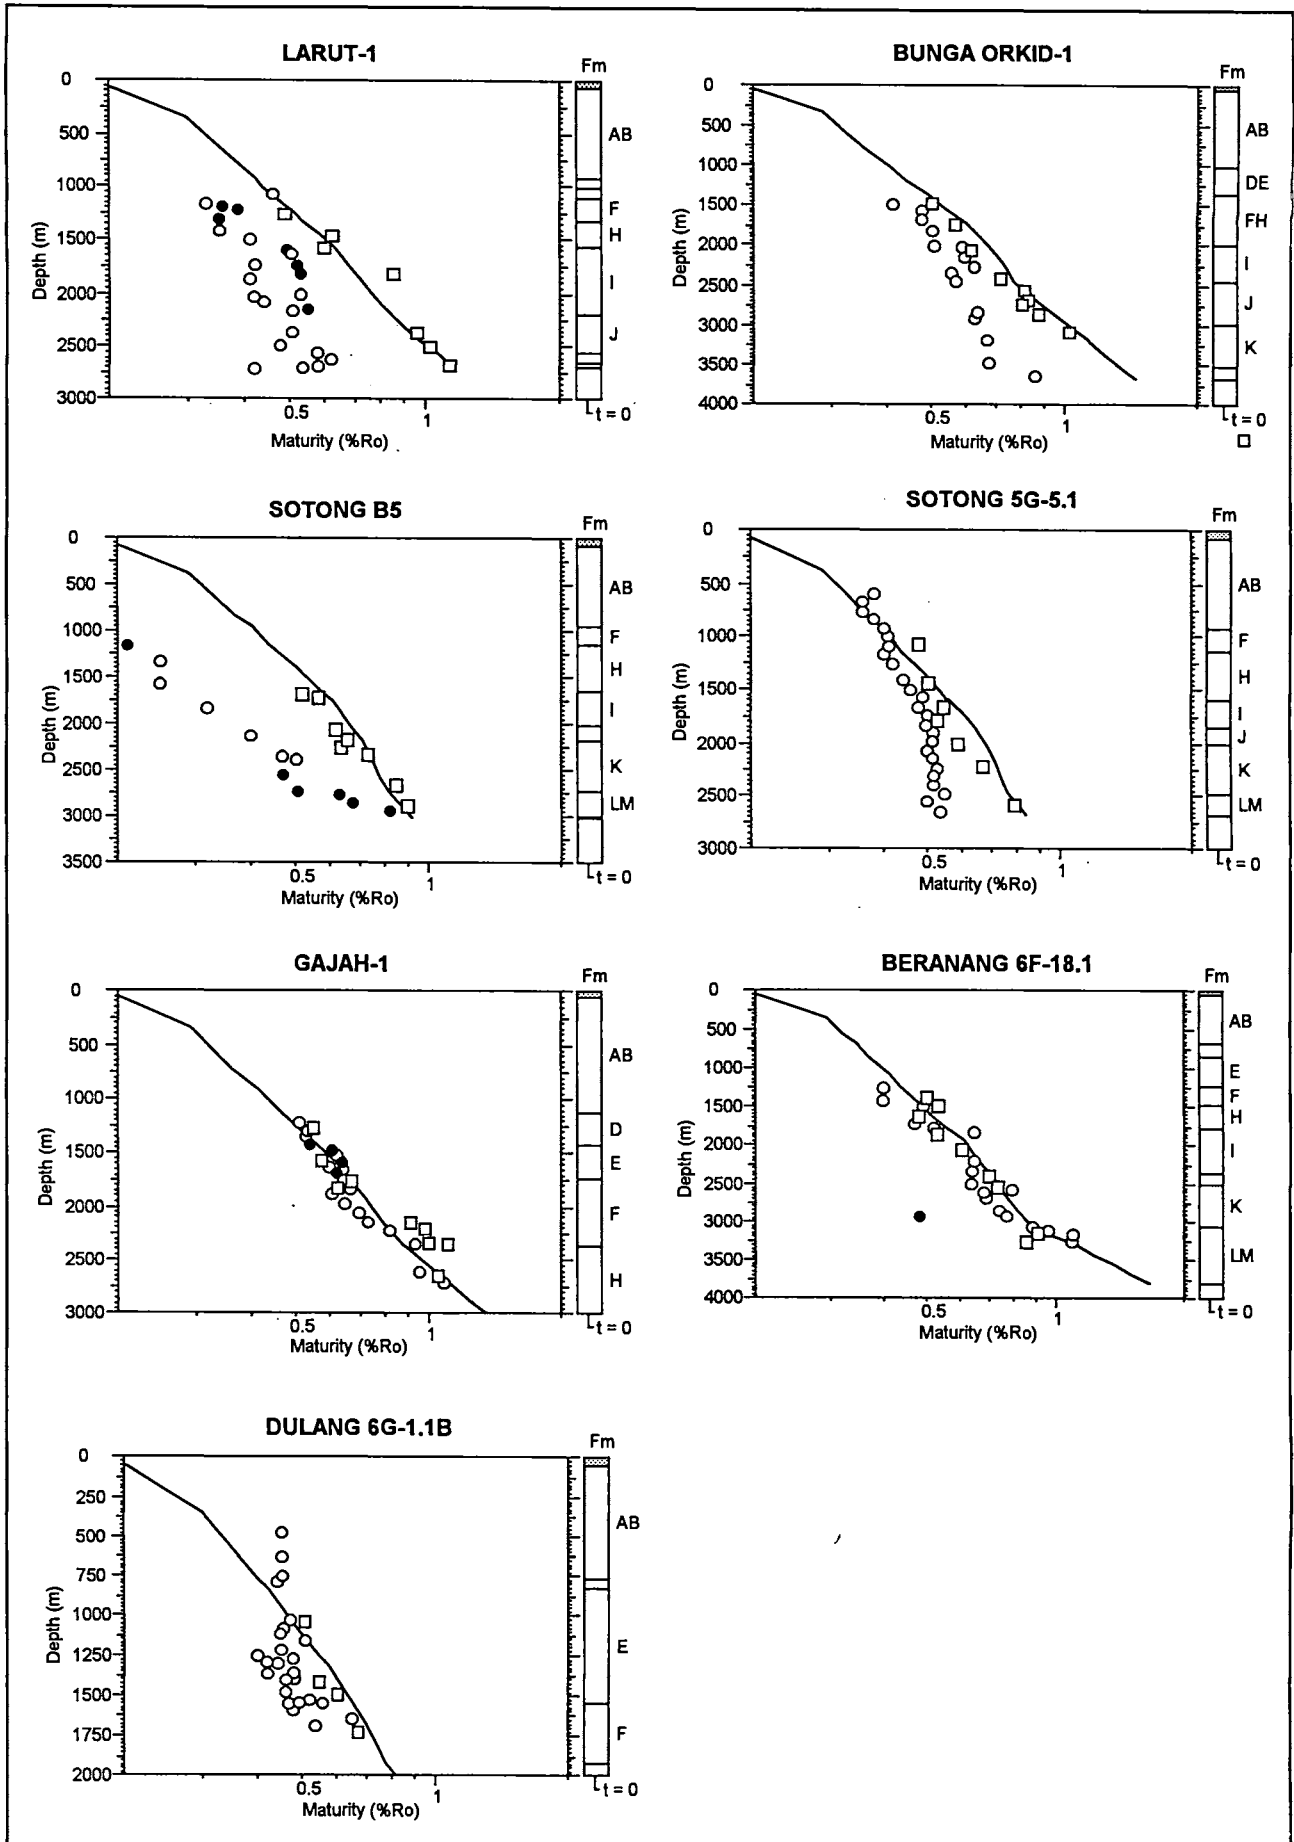 LARUT-1
Fm
0
500
1000
1500
2000
2500
3000
Depth (m)
0.5
1
Maturity (%Ro)
AB
F
H
I
J
t = 0
BUNGA ORKID-1
Fm
0
500
1000
1500
2000
2500
3000
3500
4000
Depth (m)
0.5
1
Maturity (%Ro)
AB
DE
FH
I
J
K
t = 0
SOTONG B5
Fm
0
500
1000
1500
2000
2500
3000
3500
Depth (m)
0.5
1
Maturity (%Ro)
AB
F
H
I
K
LM
t = 0
SOTONG 5G-5.1
Fm
0
500
1000
1500
2000
2500
3000
Depth (m)
0.5
1
Maturity (%Ro)
AB
F
H
I
J
K
LM
t = 0
GAJAH-1
Fm
0
500
1000
1500
2000
2500
3000
Depth (m)
0.5
1
Maturity (%Ro)
AB
D
E
F
H
t = 0
BERANANG 6F-18.1
Fm
0
500
1000
1500
2000
2500
3000
3500
4000
Depth (m)
0.5
1
Maturity (%Ro)
AB
E
F
H
I
K
LM
t = 0
DULANG 6G-1.1B
Fm
0
250
500
750
1000
1250
1500
1750
2000
Depth (m)
0.5
1
Maturity (%Ro)
AB
E
F
t = 0